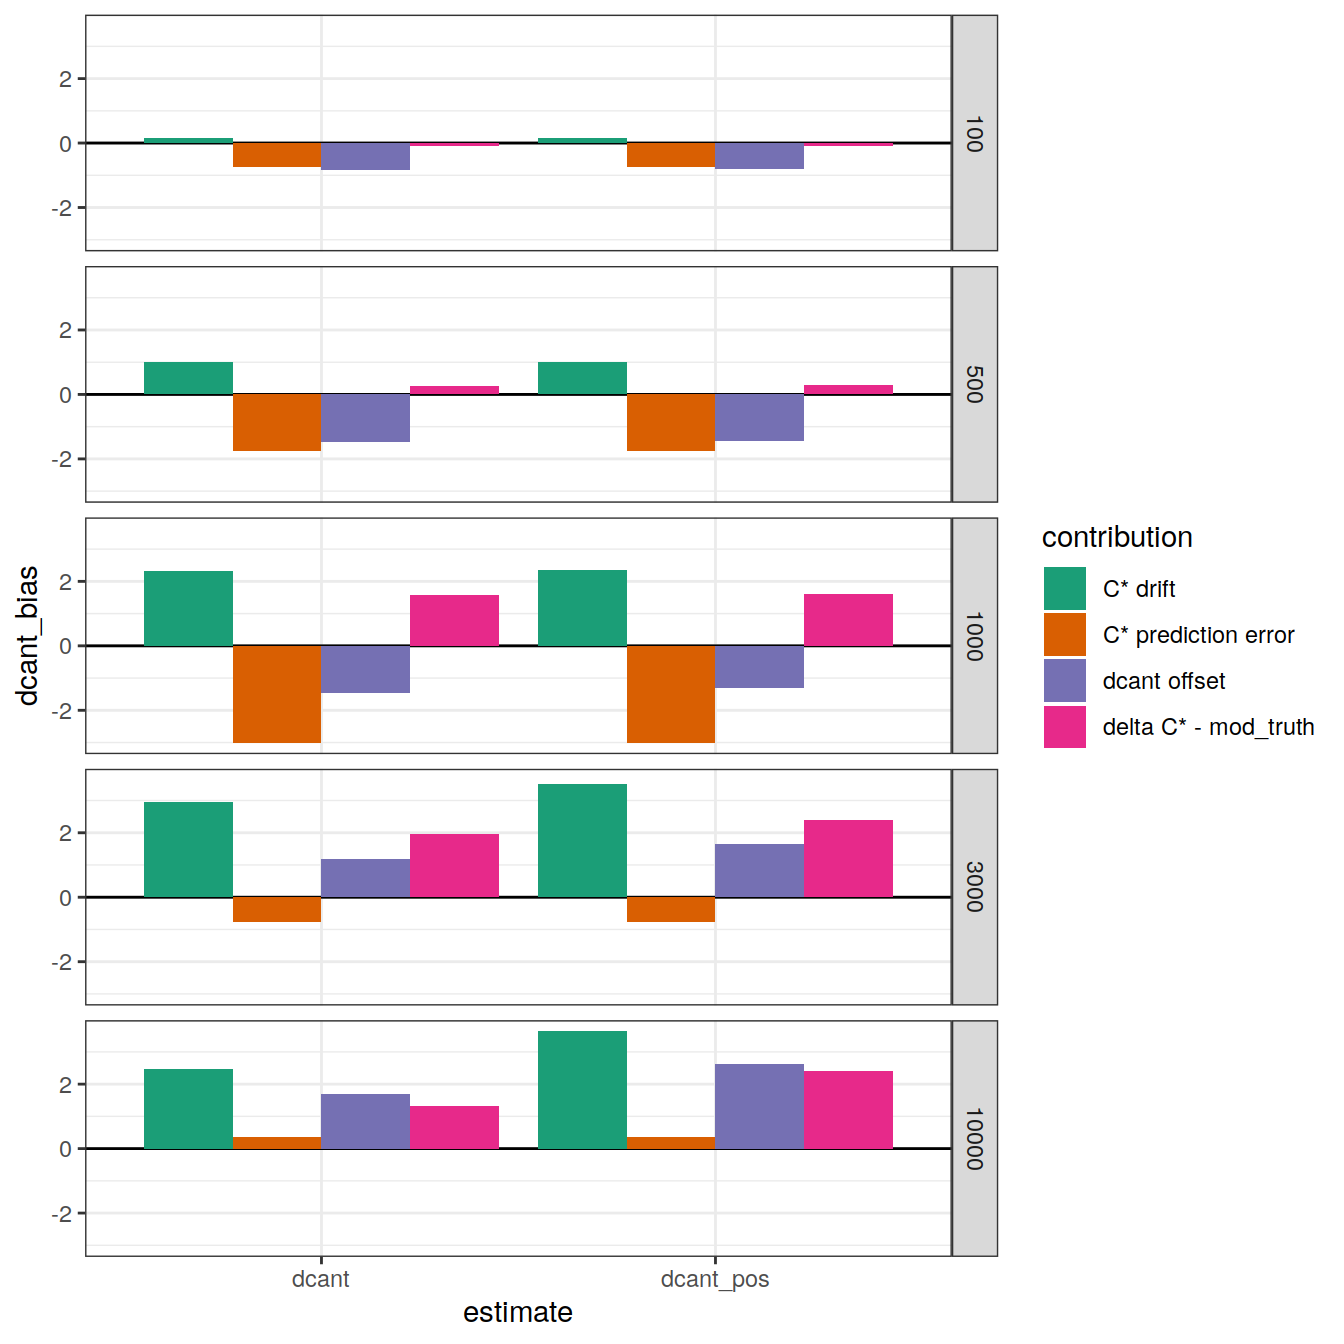 2
0
-2
100
2
0
-2
500
2
0
-2
1000
2
0
-2
3000
2
0
-2
10000
dcant
dcant_pos
estimate
dcant_bias
contribution
C* drift
C* prediction error
dcant offset
delta C* - mod_truth